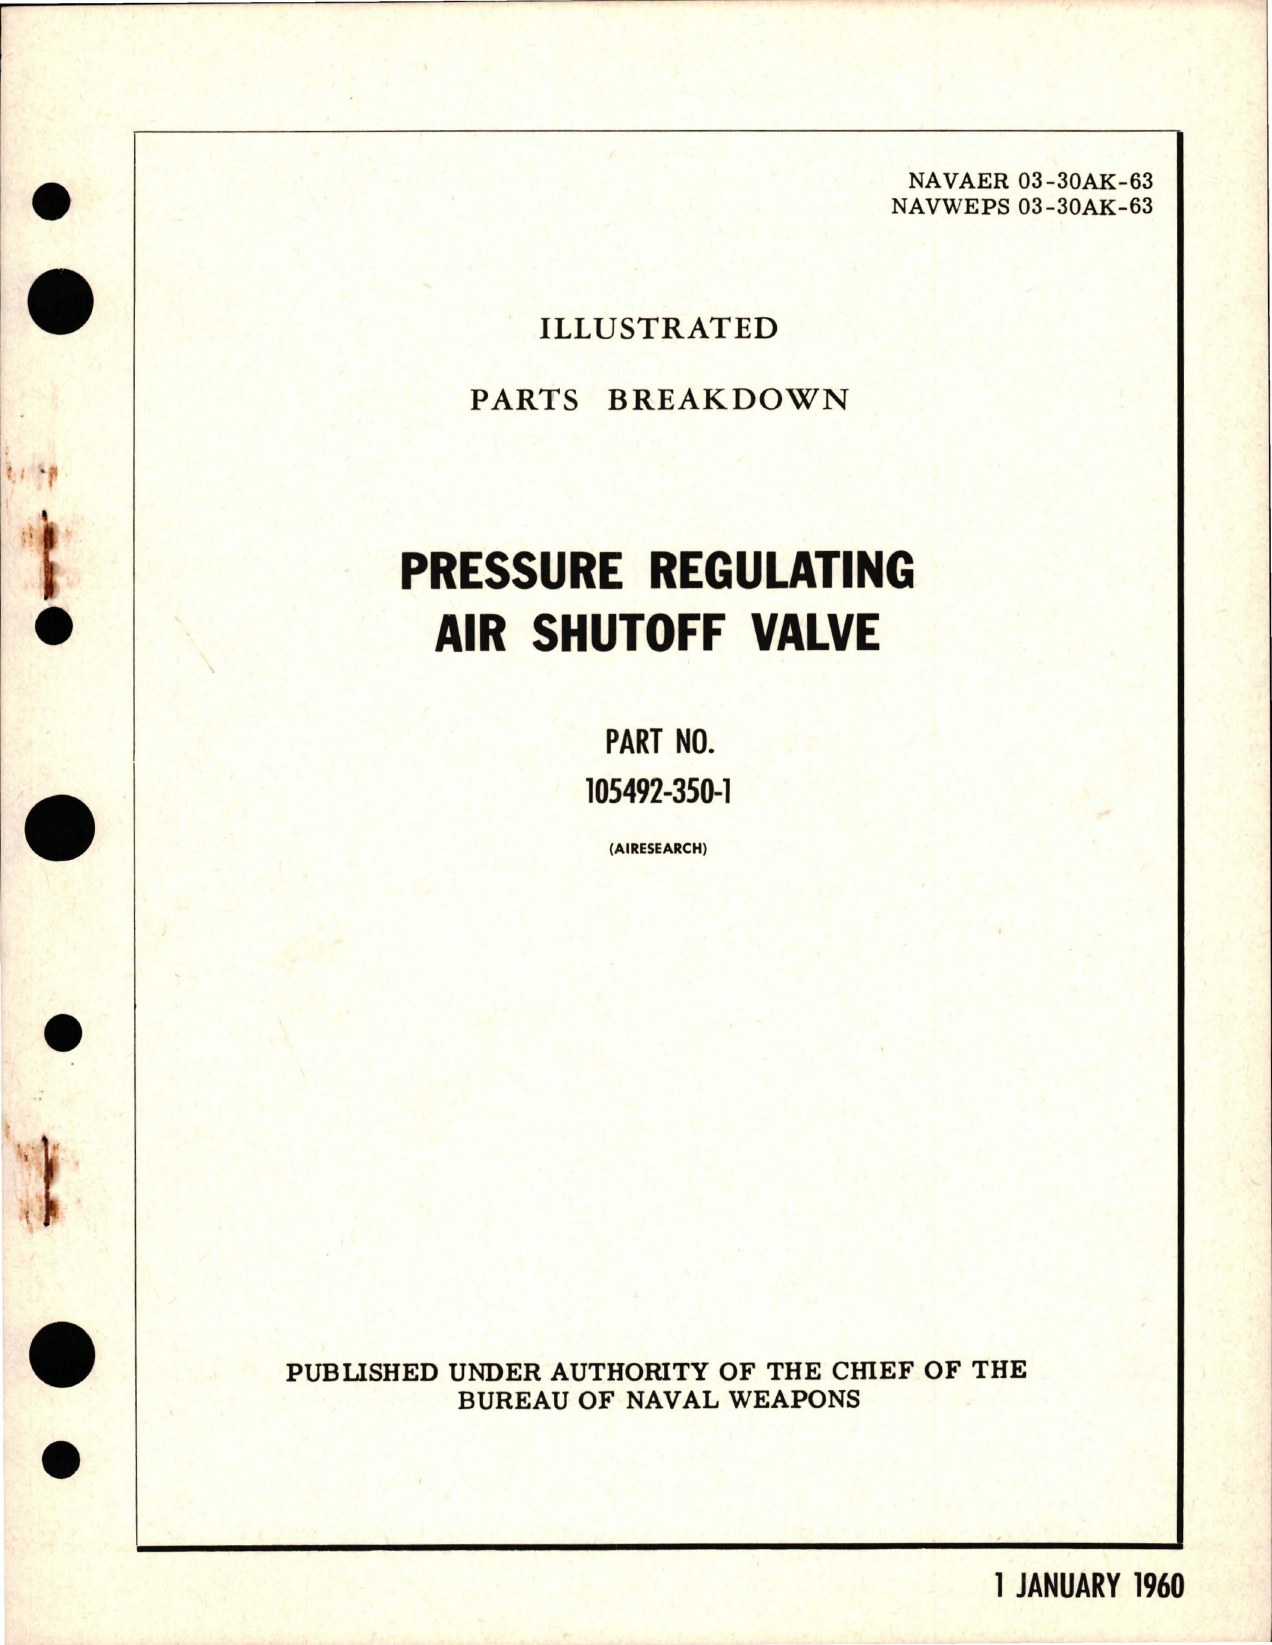 NAVAER 03-30AK-63
NAVWEPS 03-30AK-63
ILLUSTRATED
PARTS BREAKDOWN
PRESSURE REGULATING
AIR SHUTOFF VALVE
PART NO.
105492-350-1
(AIRESEARCH)
PUBLISHED UNDER AUTHORITY OF THE CHIEF OF THE
BUREAU OF NAVAL WEAPONS
1 JANUARY 1960